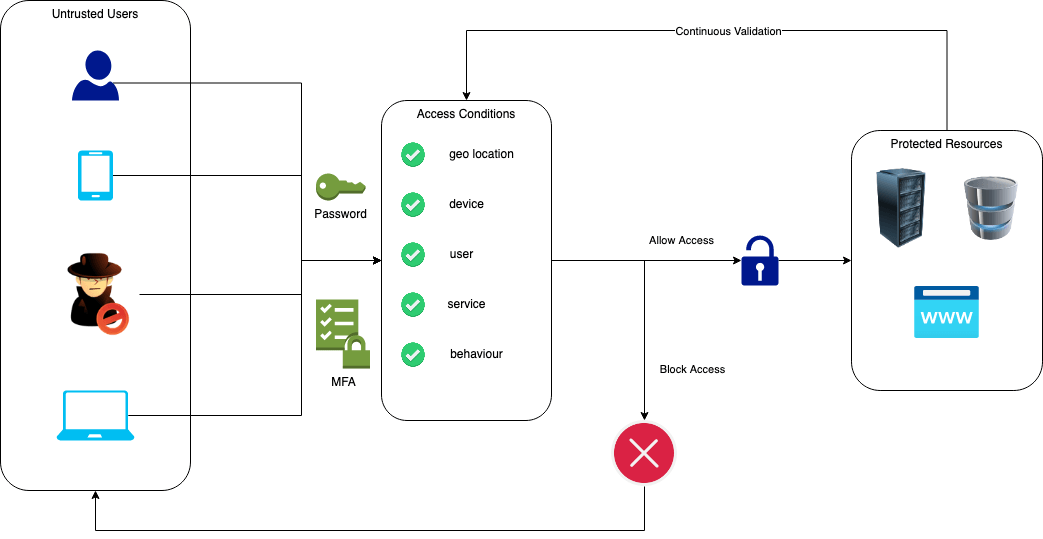 Untrusted Users
Continuous Validation
Access Conditions
geo location
device
user
service
behaviour
Password
MFA
Allow Access
Block Access
Protected Resources
WWW